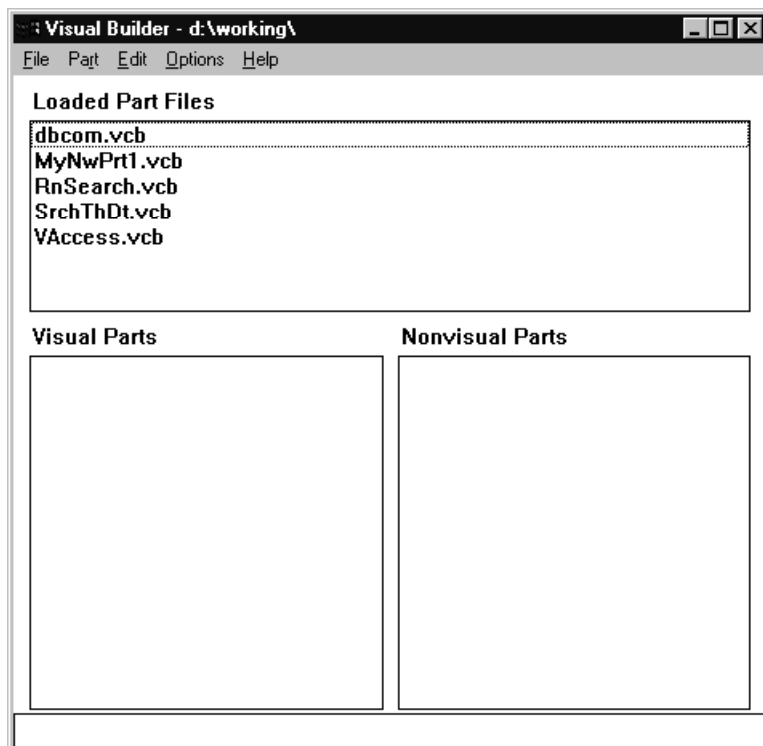 Visual Builder - d:\working\
File Part Edit Options Help
Loaded Part Files
dbcom.vcb
MyNwPrt1.vcb
RnSearch.vcb
SrchThDt.vcb
VAccess.vcb
Visual Parts Nonvisual Parts